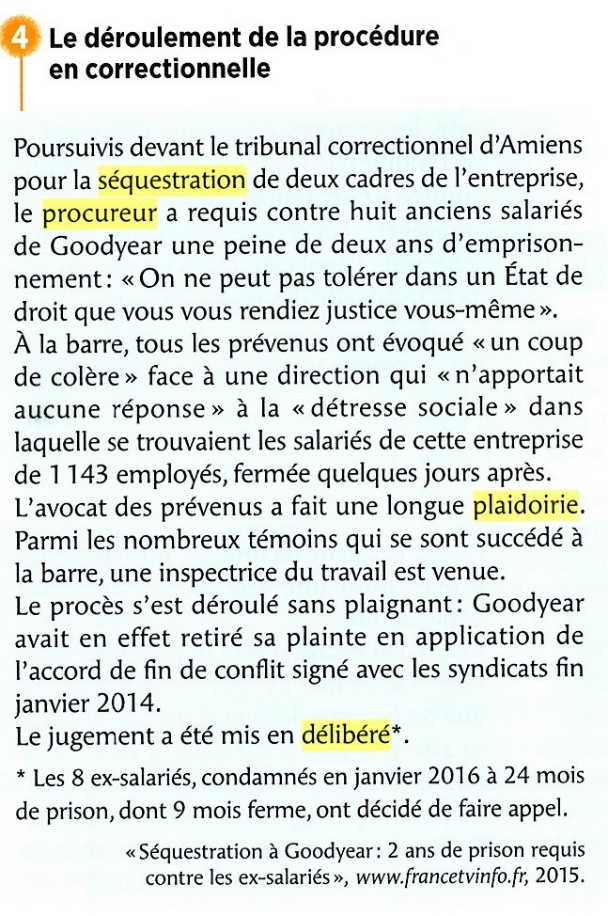 4 Le déroulement de la procédure
en correctionnelle
Poursuivis devant le tribunal correctionnel d'Amiens
pour la séquestration de deux cadres de l'entreprise,
le procureur a requis contre huit anciens salariés
de Goodyear une peine de deux ans d'emprison-
nement : « On ne peut pas tolérer dans un État de
droit que vous vous rendiez justice vous-même ».
À la barre, tous les prévenus ont évoqué « un coup
de colère » face à une direction qui « n'apportait
aucune réponse » à la « détresse sociale » dans
laquelle se trouvaient les salariés de cette entreprise
de 1 143 employés, fermée quelques jours après.
L'avocat des prévenus a fait une longue plaidoirie.
Parmi les nombreux témoins qui se sont succédé à
la barre, une inspectrice du travail est venue.
Le procès s'est déroulé sans plaignant : Goodyear
avait en effet retiré sa plainte en application de
l'accord de fin de conflit signé avec les syndicats fin
janvier 2014.
Le jugement a été mis en délibéré*.
* Les 8 ex-salariés, condamnés en janvier 2016 à 24 mois
de prison, dont 9 mois ferme, ont décidé de faire appel.
« Séquestration à Goodyear : 2 ans de prison requis
contre les ex-salariés », www.francetvinfo.fr, 2015.